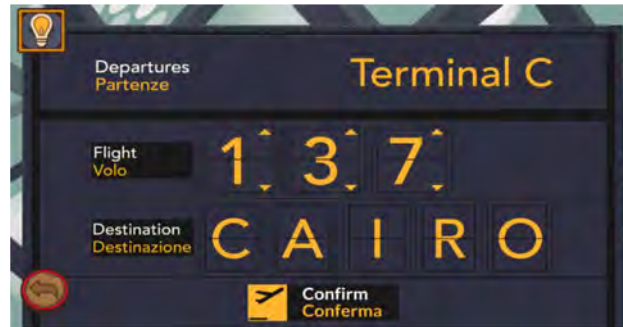 Departures
Partenze
Terminal C
Flight
Volo
1 3 7
Destination
Destinazione
C A I R O
Confirm
Conferma